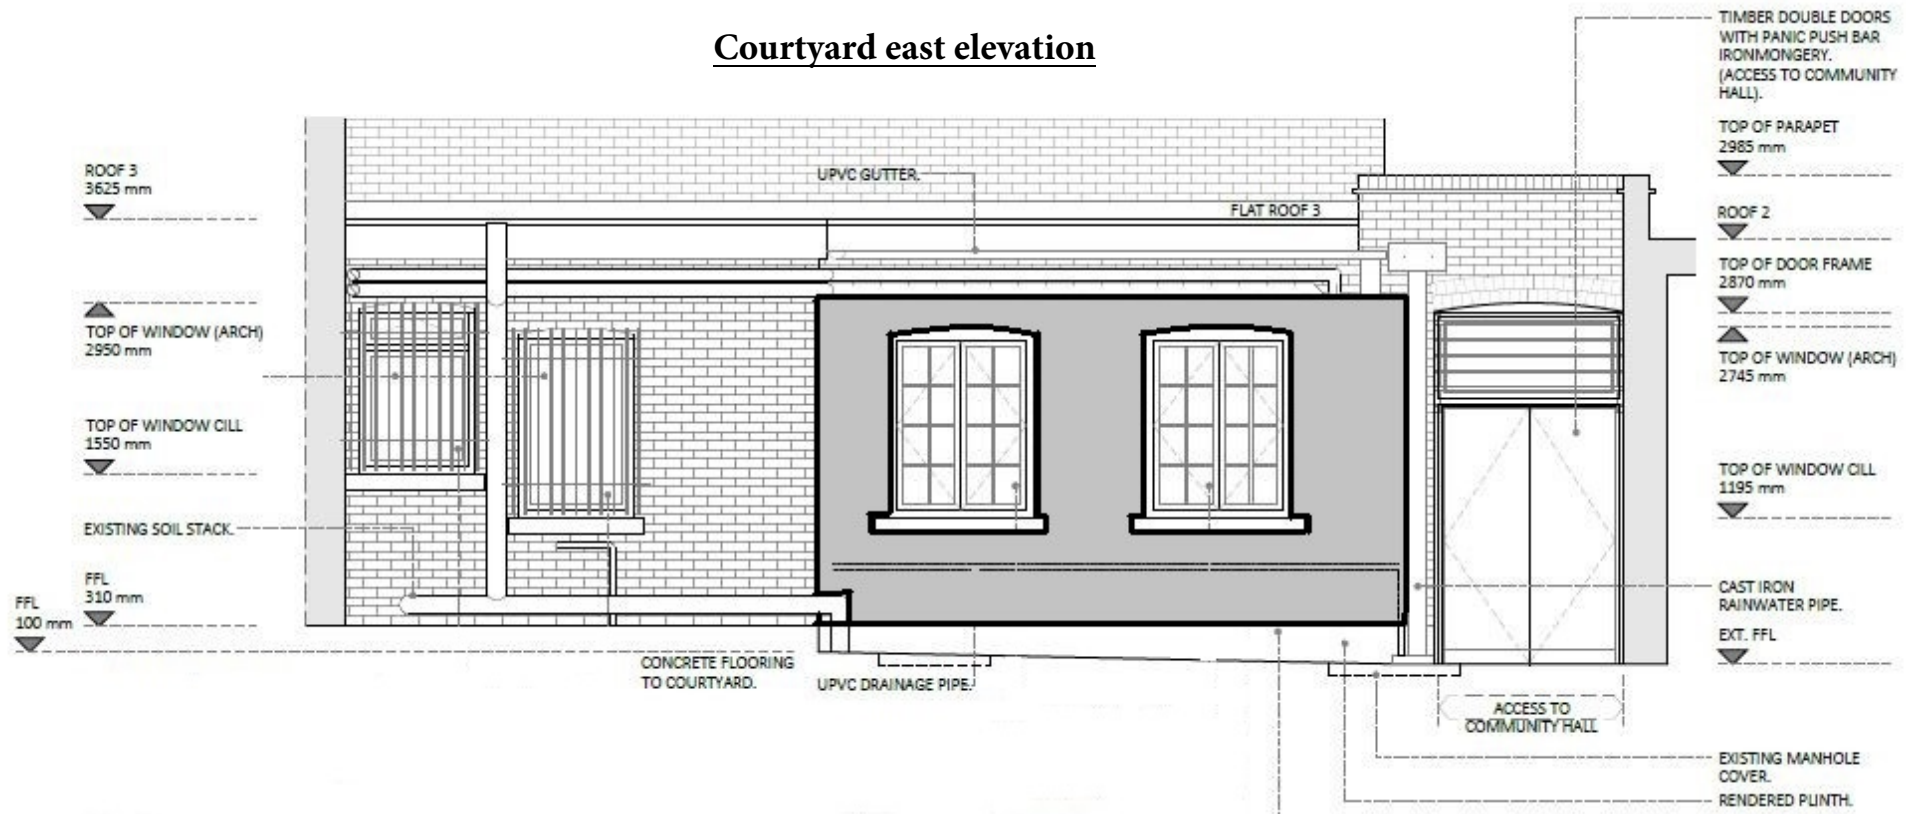 Courtyard east elevation
TIMBER DOUBLE DOORS
WITH PANIC PUSH BAR
IRONMONGERY.
(ACCESS TO COMMUNITY
HALL).
TOP OF PARAPET
2985 mm
ROOF 3
3625 mm
UPVC GUTTER.
FLAT ROOF 3
ROOF 2
TOP OF DOOR FRAME
2870 mm
TOP OF WINDOW (ARCH)
2950 mm
TOP OF WINDOW (ARCH)
2745 mm
TOP OF WINDOW CILL
1550 mm
TOP OF WINDOW CILL
1195 mm
EXISTING SOIL STACK.
FFL
310 mm
FFL
100 mm
CAST IRON
RAINWATER PIPE.
EXT. FFL
CONCRETE FLOORING
TO COURTYARD.
UPVC DRAINAGE PIPE.
ACCESS TO
COMMUNITY HALL
EXISTING MANHOLE
COVER.
RENDERED PLINTH.